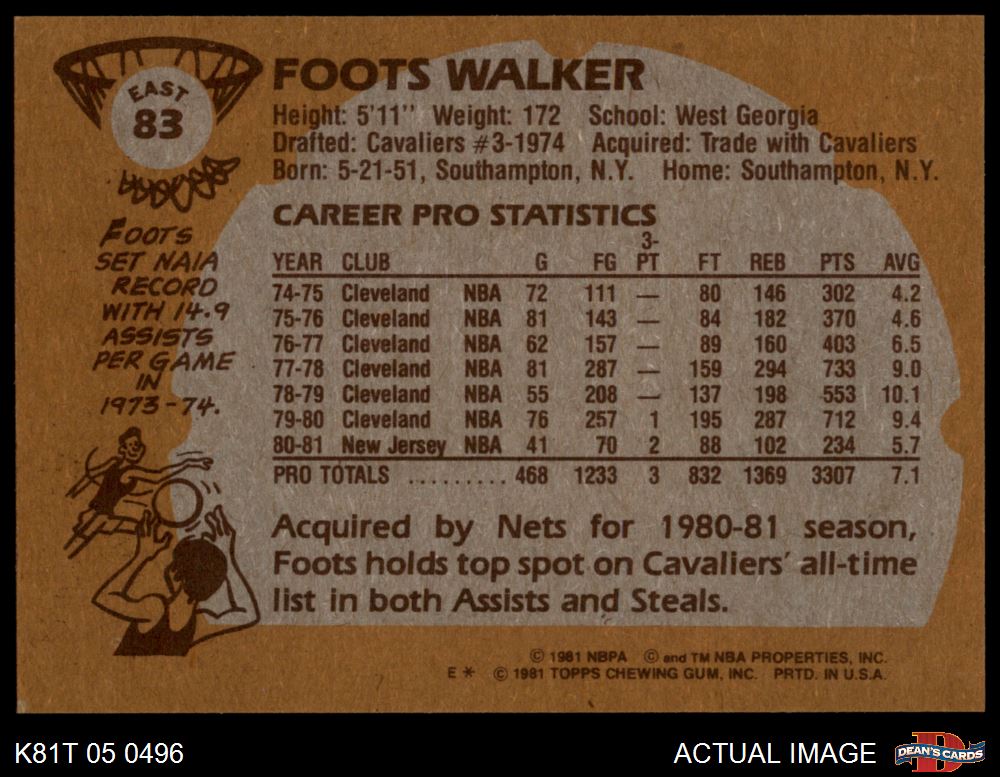 EAST
83
FOOTS WALKER
Height: 5'11" Weight: 172 School: West Georgia
Drafted: Cavaliers #3-1974 Acquired: Trade with Cavaliers
Born: 5-21-51, Southampton, N.Y. Home: Southampton, N.Y.
FOOTS
SET NAIA
RECORD
WITH 14.9
ASSISTS
PER GAME
IN
1973-74.
CAREER PRO STATISTICS
YEAR CLUB G FG 3-PT FT REB PTS AVG
74-75 Cleveland NBA 72 111 — 80 146 302 4.2
75-76 Cleveland NBA 81 143 — 84 182 370 4.6
76-77 Cleveland NBA 62 157 — 89 160 403 6.5
77-78 Cleveland NBA 81 287 — 159 294 733 9.0
78-79 Cleveland NBA 55 208 — 137 198 553 10.1
79-80 Cleveland NBA 76 257 1 195 287 712 9.4
80-81 New Jersey NBA 41 70 2 88 102 234 5.7
PRO TOTALS ......... 468 1233 3 832 1369 3307 7.1
Acquired by Nets for 1980-81 season,
Foots holds top spot on Cavaliers' all-time
list in both Assists and Steals.
© 1981 NBPA © and TM NBA PROPERTIES, INC.
E * © 1981 TOPPS CHEWING GUM, INC. PRTD. IN U.S.A.
K81T 05 0496 ACTUAL IMAGE DEAN'S CARDS